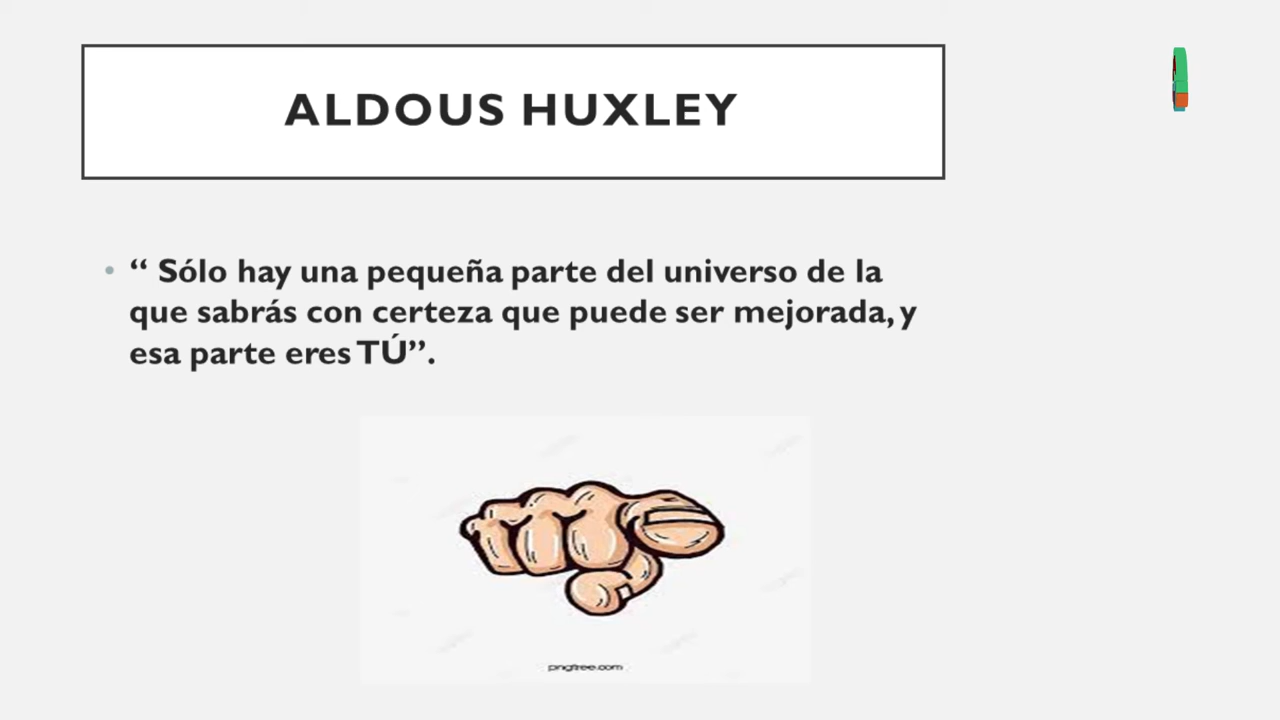 ALDOUS HUXLEY
• “ Sólo hay una pequeña parte del universo de la
que sabrás con certeza que puede ser mejorada, y
esa parte eres TÚ”.
pngtree.com